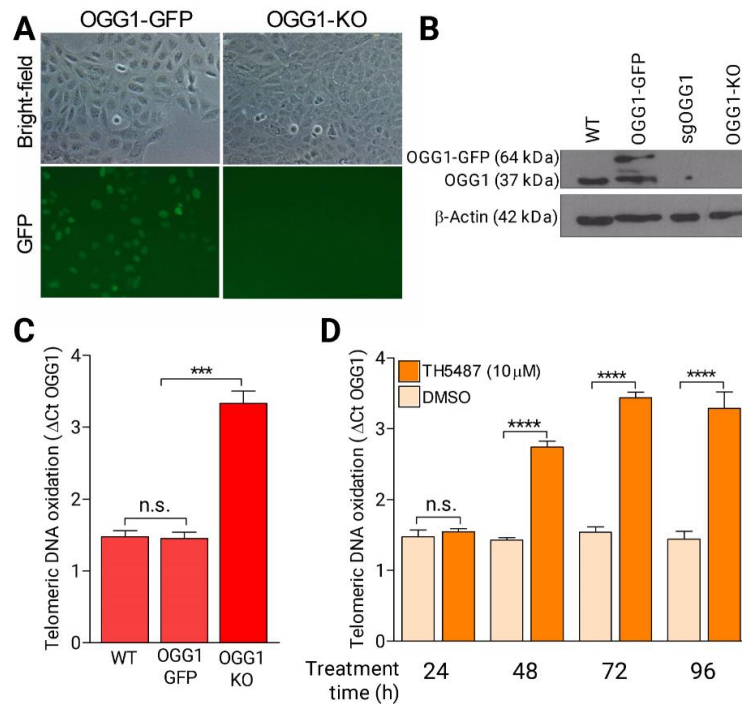 A
OGG1-GFP
OGG1-KO
Bright-field
GFP
B
WT
OGG1-GFP
sgOGG1
OGG1-KO
OGG1-GFP (64 kDa)
OGG1 (37 kDa)
β-Actin (42 kDa)
C
Telomeric DNA oxidation (ΔCt OGG1)
4
3
2
1
0
***
n.s.
WT
OGG1
GFP
OGG1
KO
D
Telomeric DNA oxidation (ΔCt OGG1)
4
3
2
1
0
TH5487 (10 μM)
DMSO
n.s.
****
****
****
Treatment
time (h)
24
48
72
96